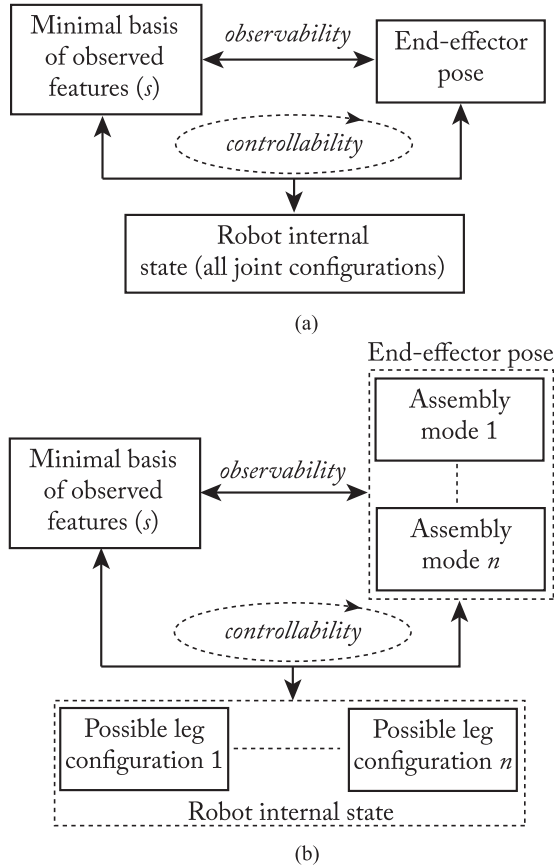 Minimal basis
of observed
features (s)
observability
End-effector
pose
controllability
Robot internal
state (all joint configurations)
(a)
End-effector pose
Assembly
mode 1
Minimal basis
of observed
features (s)
observability
Assembly
mode n
controllability
Possible leg
configuration 1
Possible leg
configuration n
Robot internal state
(b)